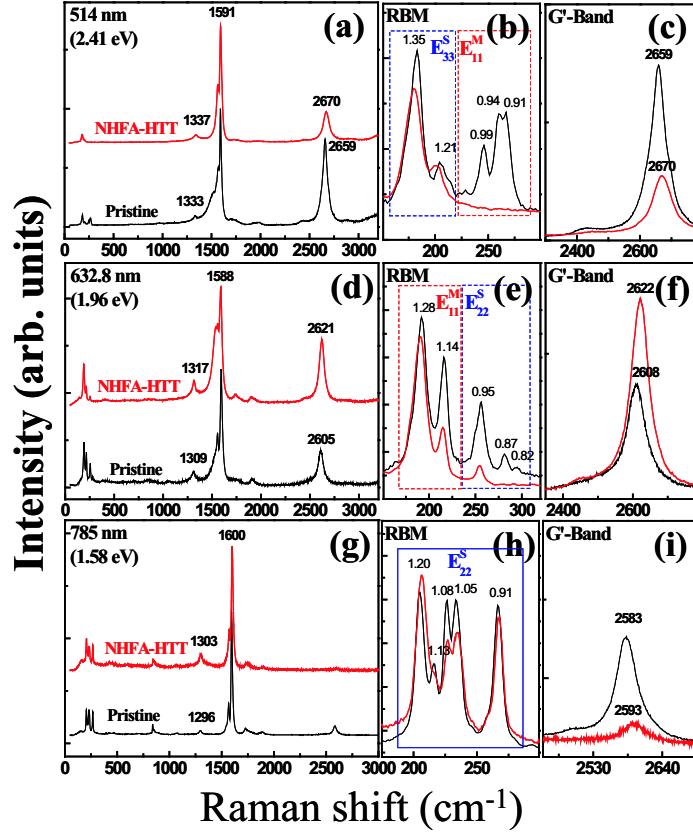 514 nm
(2.41 eV)
(a)
1591
NHFA-HTT
1337
2670
2659
Pristine
1333
0 500 1000 1500 2000 2500 3000
RBM
(b)
1.35
E33^S
E11^M
0.94
0.91
0.99
1.21
200 250
G'-Band
(c)
2659
2670
2400 2600
632.8 nm
(1.96 eV)
(d)
1588
NHFA-HTT
1317
2621
2605
Pristine
1309
0 500 1000 1500 2000 2500 3000
RBM
(e)
E11^M
E22^S
1.28
1.14
0.95
0.87
0.82
200 250 300
G'-Band
(f)
2622
2608
2400 2600
785 nm
(1.58 eV)
(g)
1600
NHFA-HTT
1303
Pristine
1296
0 500 1000 1500 2000 2500 3000
RBM
(h)
E22^S
1.20
1.08
1.05
0.91
1.13
200 250
G'-Band
(i)
2583
2593
2530 2640
Intensity (arb. units)
Raman shift (cm-1)